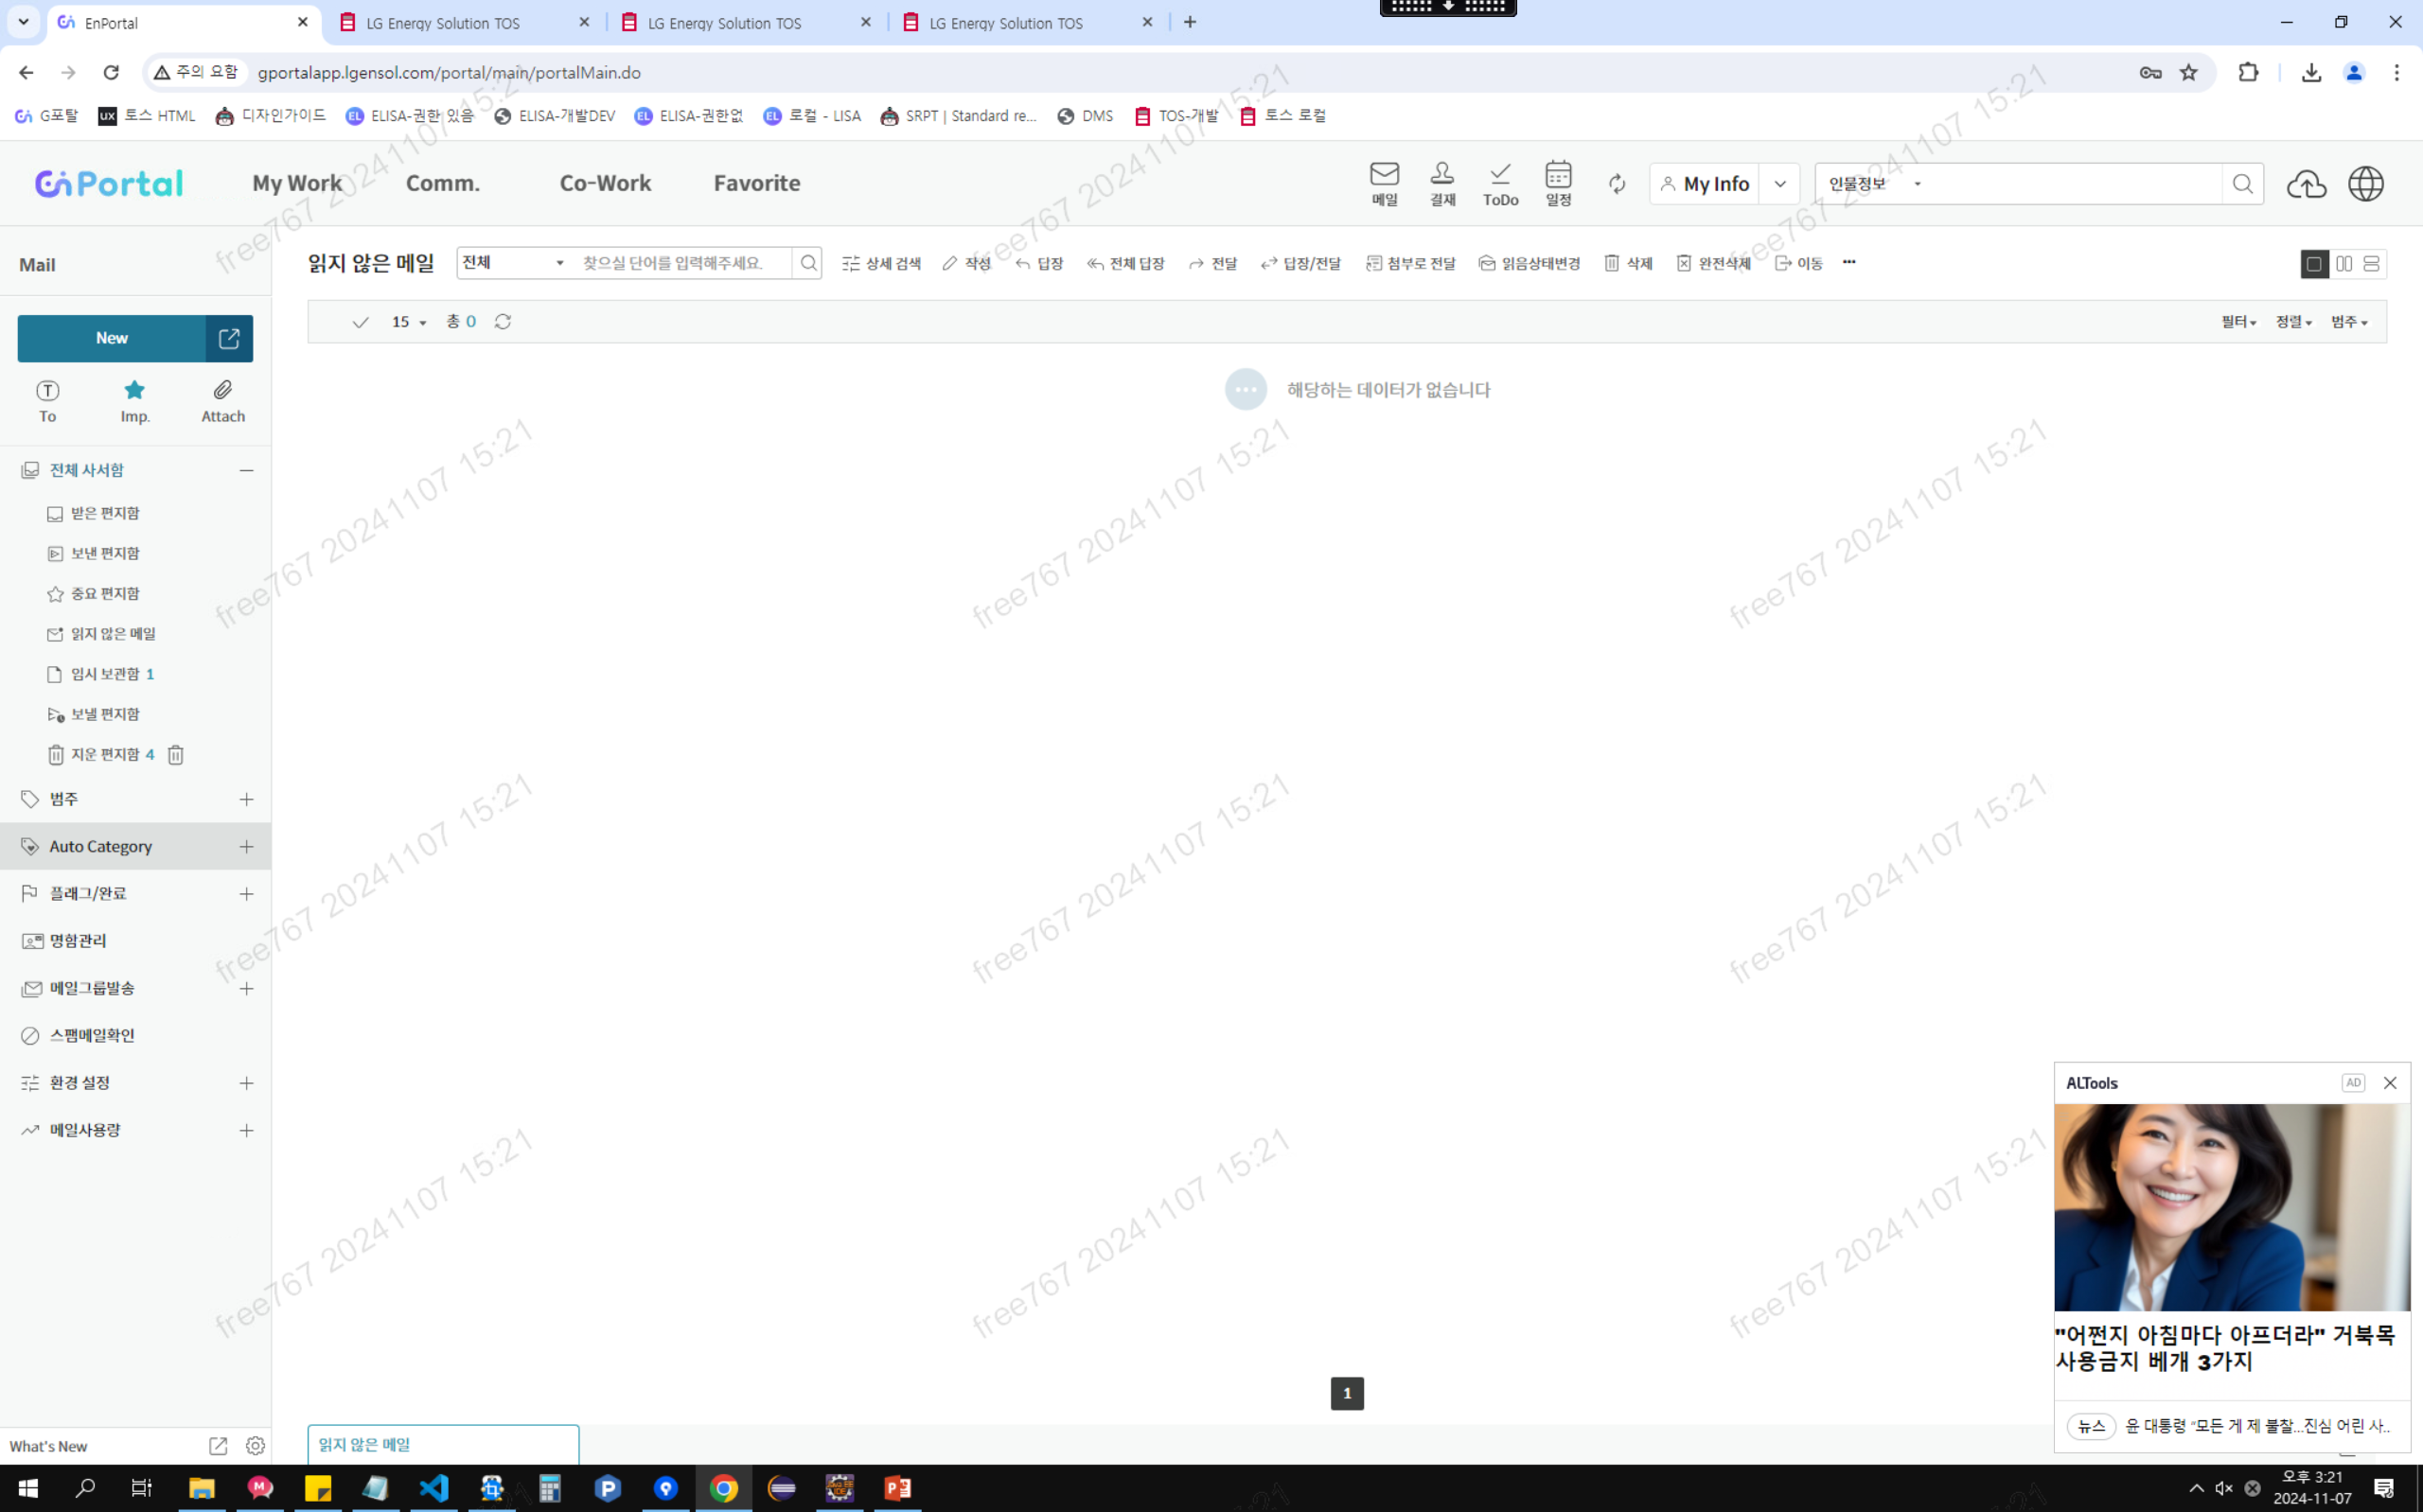 EnPortal
LG Energy Solution TOS
LG Energy Solution TOS
LG Energy Solution TOS
주의 요함 gportalapp.lgensol.com/portal/main/portalMain.do
G포탈 UX 토스 HTML 디자인가이드 EL ELISA-권한 있음 ELISA-개발DEV EL ELISA-권한없 EL 로컬 - LISA SRPT | Standard re... DMS TOS-개발 토스 로컬
EnPortal My Work Comm. Co-Work Favorite 메일 결재 ToDo 일정 My Info 인물정보
Mail
읽지 않은 메일 전체 찾으실 단어를 입력해주세요. 상세 검색 작성 답장 전체 답장 전달 답장/전달 첨부로 전달 읽음상태변경 삭제 완전삭제 이동 ···
New
15 총 0 필터 정렬 범주
To Imp. Attach
해당하는 데이터가 없습니다
전체 사서함
받은 편지함
보낸 편지함
중요 편지함
읽지 않은 메일
임시 보관함 1
보낼 편지함
지운 편지함 4
범주
Auto Category
플래그/완료
명함관리
메일그룹발송
스팸메일확인
환경 설정
메일사용량
ALTools AD
"어쩐지 아침마다 아프더라" 거북목
사용금지 베개 3가지
뉴스 윤 대통령 "모든 게 제 불찰...진심 어린 사..
1
What's New
읽지 않은 메일
오후 3:21
2024-11-07
free767 20241107 15:21
free767 20241107 15:21
free767 20241107 15:21
free767 20241107 15:21
free767 20241107 15:21
free767 20241107 15:21
free767 20241107 15:21
free767 20241107 15:21
free767 20241107 15:21
free767 20241107 15:21
free767 20241107 15:21
free767 20241107 15:21